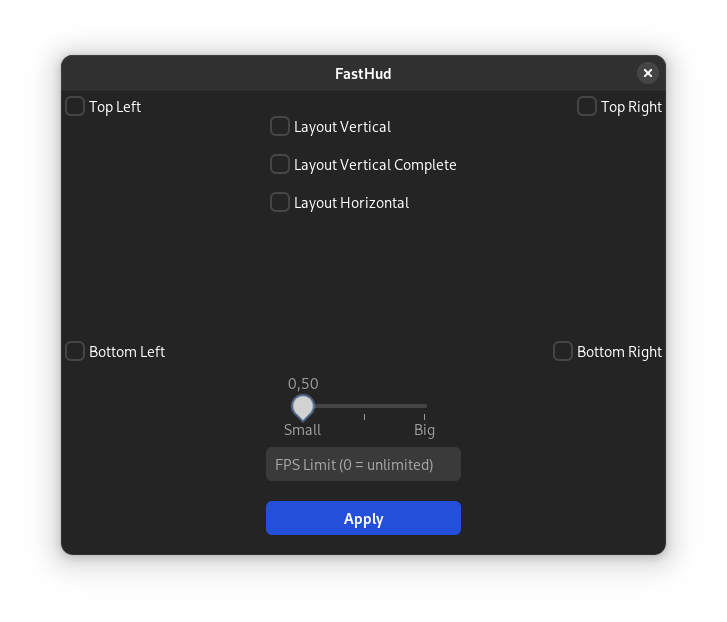 FastHud
Top Left
Top Right
Layout Vertical
Layout Vertical Complete
Layout Horizontal
Bottom Left
Bottom Right
0,50
Small
Big
FPS Limit (0 = unlimited)
Apply